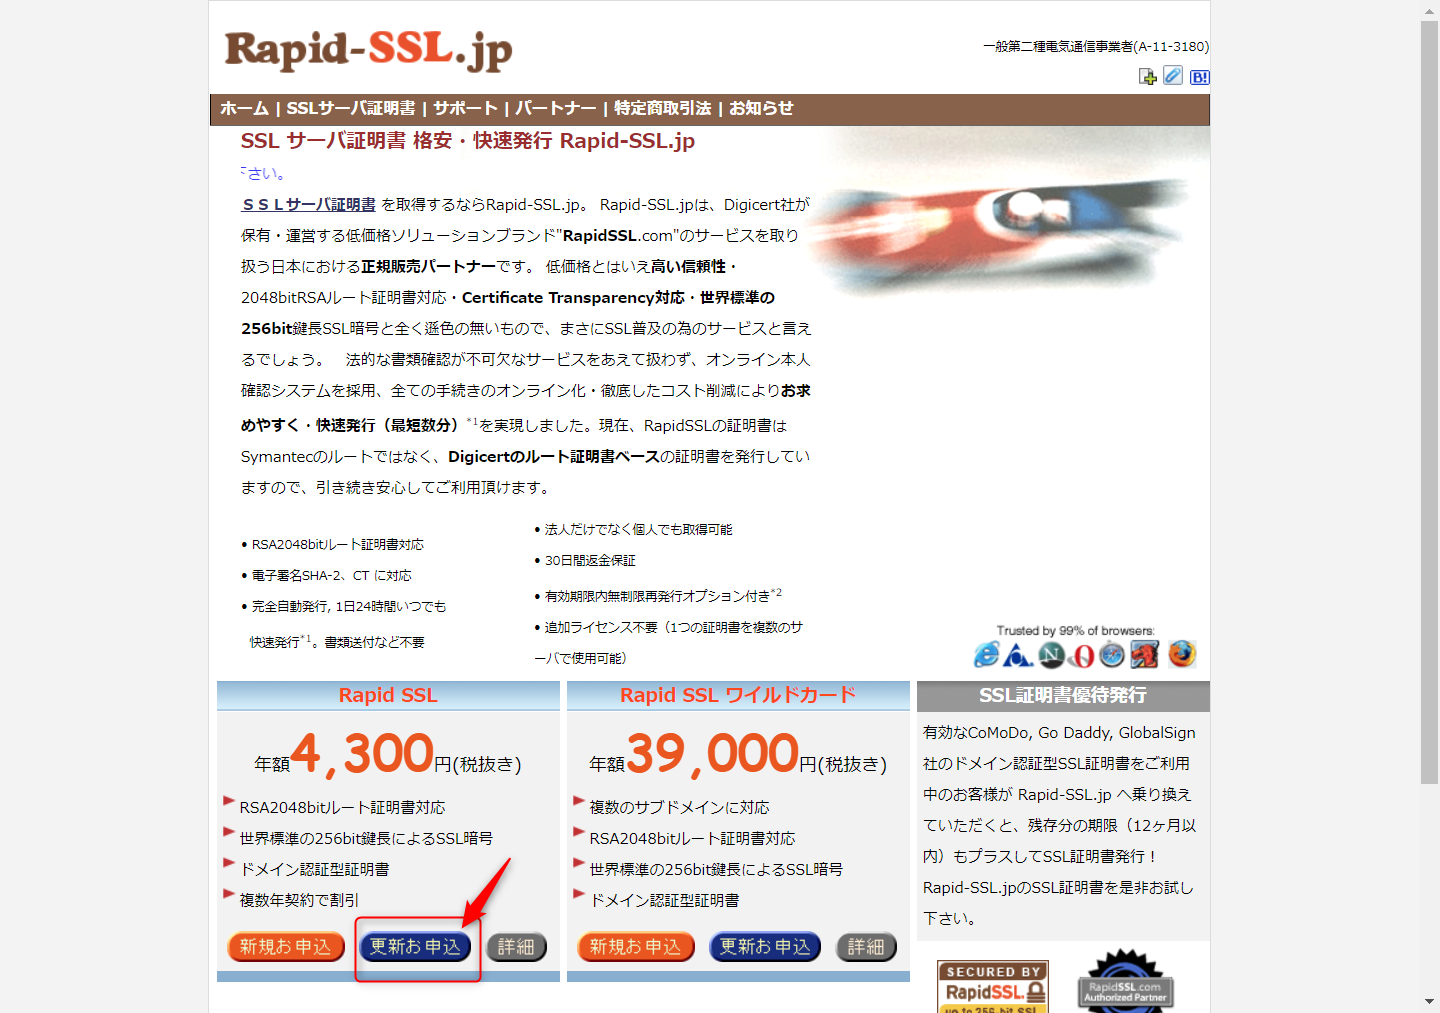 Rapid-SSL.jp
一般第二種電気通信事業者(A-11-3180)
B!
ホーム | SSLサーバ証明書 | サポート | パートナー | 特定商取引法 | お知らせ
SSL サーバ証明書 格安・快速発行 Rapid-SSL.jp
下さい。
ＳＳＬサーバ証明書 を取得するならRapid-SSL.jp。 Rapid-SSL.jpは、Digicert社が
保有・運営する低価格ソリューションブランド"RapidSSL.com"のサービスを取り
扱う日本における正規販売パートナーです。 低価格とはいえ高い信頼性・
2048bitRSAルート証明書対応・Certificate Transparency対応・世界標準の
256bit鍵長SSL暗号と全く遜色の無いもので、まさにSSL普及の為のサービスと言え
るでしょう。　法的な書類確認が不可欠なサービスをあえて扱わず、オンライン本人
確認システムを採用、全ての手続きのオンライン化・徹底したコスト削減によりお求
めやすく・快速発行（最短数分）*1を実現しました。現在、RapidSSLの証明書は
Symantecのルートではなく、Digicertのルート証明書ベースの証明書を発行してい
ますので、引き続き安心してご利用頂けます。
• RSA2048bitルート証明書対応
• 電子署名SHA-2、CT に対応
• 完全自動発行, 1日24時間いつでも
快速発行*1。書類送付など不要
• 法人だけでなく個人でも取得可能
• 30日間返金保証
• 有効期限内無制限再発行オプション付き*2
• 追加ライセンス不要（1つの証明書を複数のサ
ーバで使用可能）
Trusted by 99% of browsers:
Rapid SSL
年額4,300円(税抜き)
RSA2048bitルート証明書対応
世界標準の256bit鍵長によるSSL暗号
ドメイン認証型証明書
複数年契約で割引
新規お申込 更新お申込 詳細
Rapid SSL ワイルドカード
年額39,000円(税抜き)
複数のサブドメインに対応
RSA2048bitルート証明書対応
世界標準の256bit鍵長によるSSL暗号
ドメイン認証型証明書
新規お申込 更新お申込 詳細
SSL証明書優待発行
有効なCoMoDo, Go Daddy, GlobalSign
社のドメイン認証型SSL証明書をご利用
中のお客様が Rapid-SSL.jp へ乗り換え
ていただくと、残存分の期限（12ヶ月以
内）もプラスしてSSL証明書発行！
Rapid-SSL.jpのSSL証明書を是非お試し
下さい。
SECURED BY
RapidSSL.
up to 256-bit SSL
RapidSSL.com
Authorized Partner